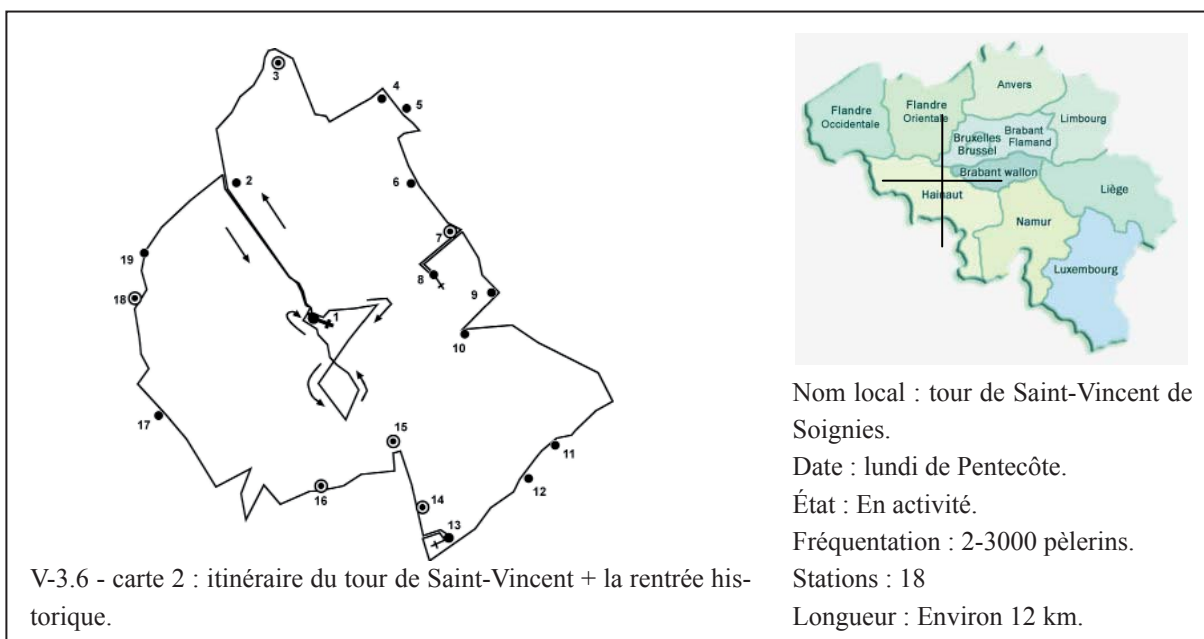 3
4
5
2
6
7
19
8
18
9
1
10
17
15
11
16
12
14
13
V-3.6 - carte 2 : itinéraire du tour de Saint-Vincent + la rentrée his-
torique.
Anvers
Flandre
Occidentale
Flandre
Orientale
Limbourg
Bruxelles
Brussel
Brabant
Flamand
Brabant wallon
Hainaut
Liège
Namur
Luxembourg
Nom local : tour de Saint-Vincent de
Soignies.
Date : lundi de Pentecôte.
État : En activité.
Fréquentation : 2-3000 pèlerins.
Stations : 18
Longueur : Environ 12 km.